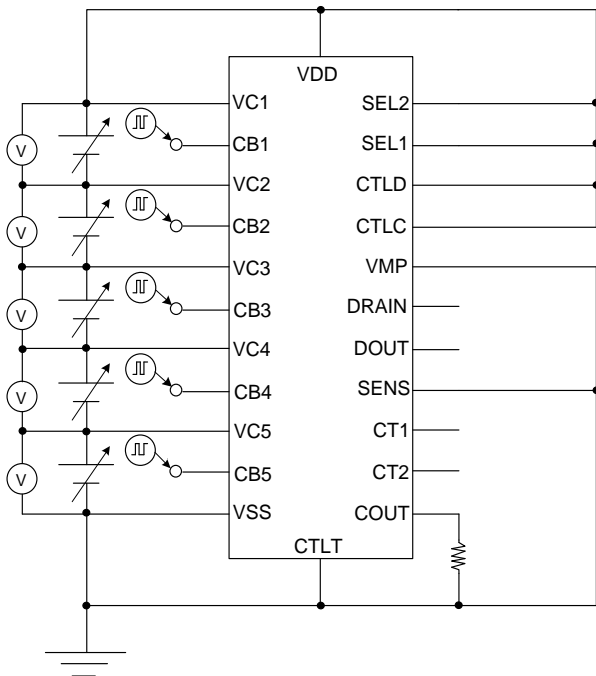 VDD
VC1
SEL2
CB1
SEL1
VC2
CTLD
CB2
CTLC
VC3
VMP
CB3
DRAIN
VC4
DOUT
CB4
SENS
VC5
CT1
CB5
CT2
VSS
COUT
CTLT
V
V
V
V
V